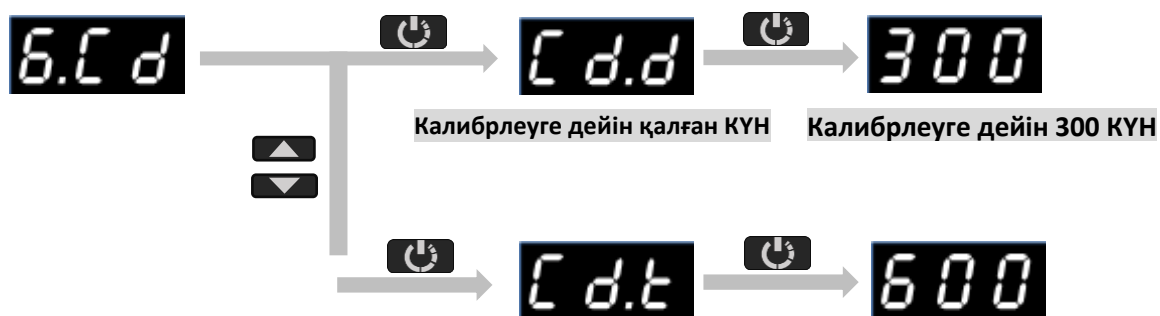 6.Cd
Cd.d
300
Калибрлеуге дейін қалған КҮН
Калибрлеуге дейін 300 КҮН
Cd.t
600